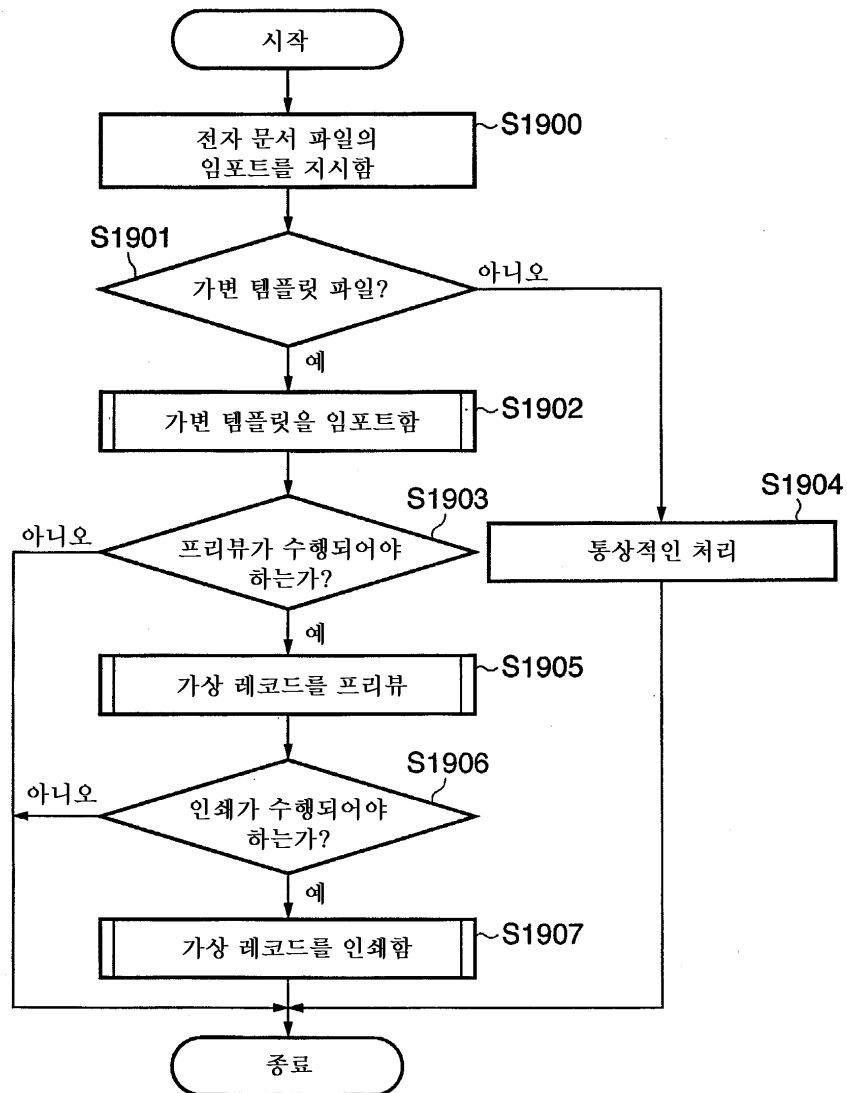 시작
전자 문서 파일의
임포트를 지시함
S1900
S1901
가변 템플릿 파일?
아니오
예
가변 템플릿을 임포트함
S1902
S1903
아니오
프리뷰가 수행되어야
하는가?
S1904
통상적인 처리
예
가상 레코드를 프리뷰
S1905
S1906
아니오
인쇄가 수행되어야
하는가?
예
가상 레코드를 인쇄함
S1907
종료